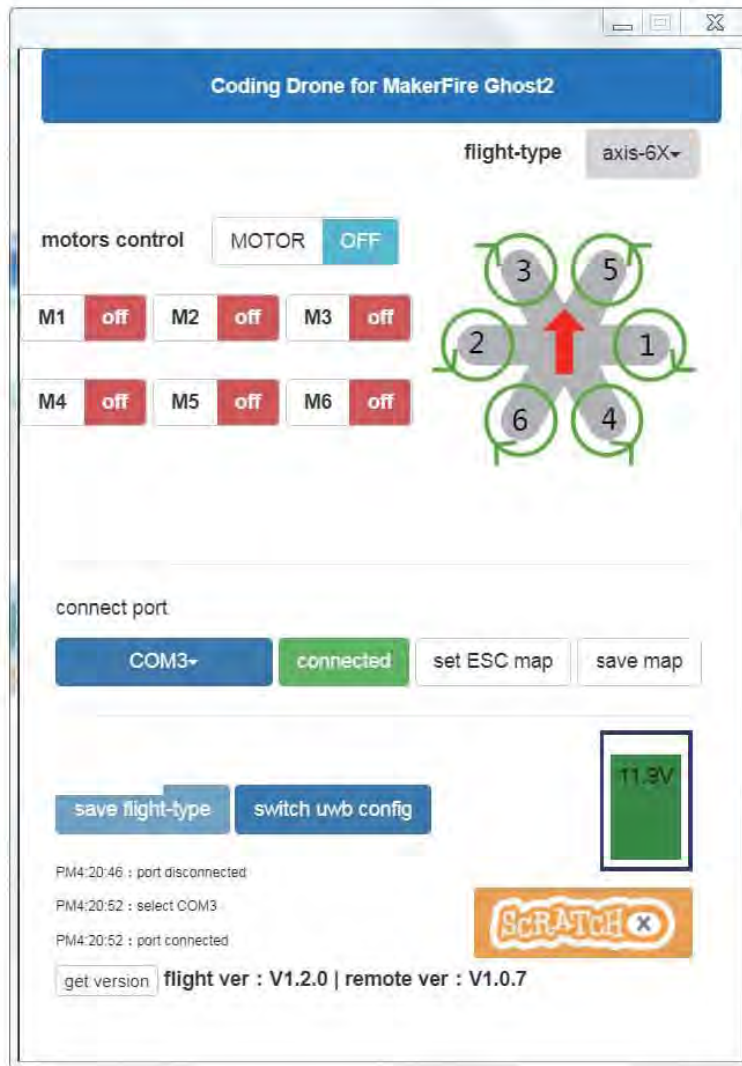 Coding Drone for MakerFire Ghost2
flight-type axis-6X
motors control MOTOR OFF
M1 off M2 off M3 off
M4 off M5 off M6 off
3 5
2 1
6 4
connect port
COM3 connected set ESC map save map
11.3V
save flight-type switch uwb config
PM4:20:46 : port disconnected
PM4:20:52 : select COM3
PM4:20:52 : port connected
SCRATCH X
get version flight ver : V1.2.0 | remote ver : V1.0.7